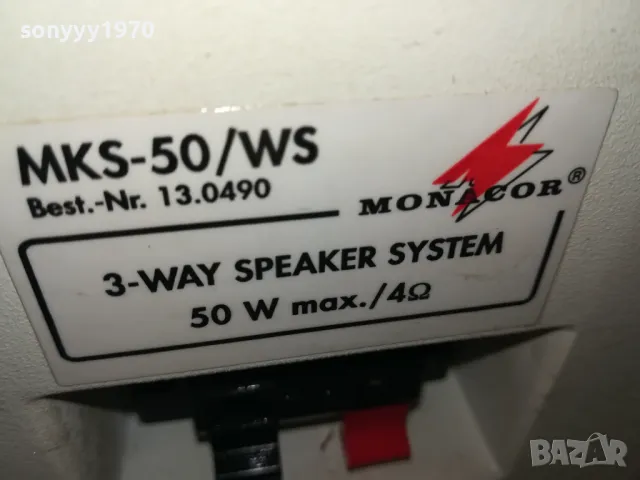 sonyyy1970
MKS-50/WS
Best.-Nr. 13.0490
MONACOR®
3-WAY SPEAKER SYSTEM
50 W max./4Ω
BAZAR